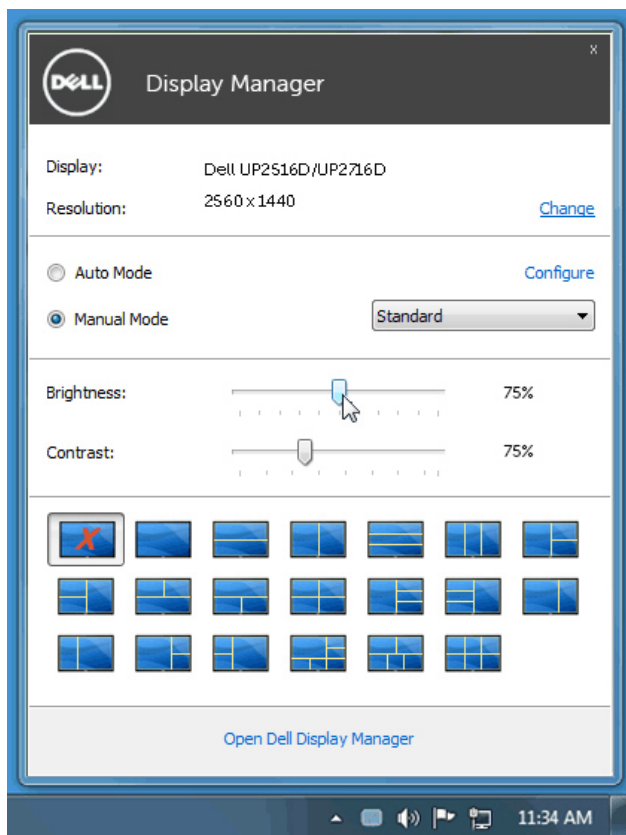 DELL Display Manager x
Display: Dell UP2516D/UP2716D
Resolution: 2560 x 1440 Change
Auto Mode Configure
Manual Mode Standard
Brightness: 75%
Contrast: 75%
Open Dell Display Manager
11:34 AM